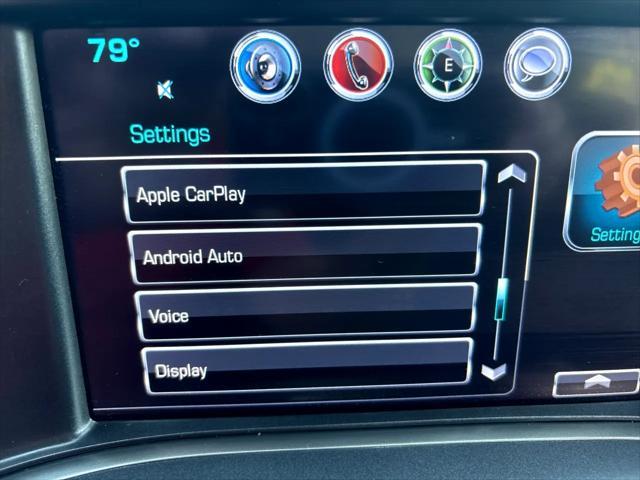 79°
E
Settings
Apple CarPlay
Android Auto
Voice
Display
Setting